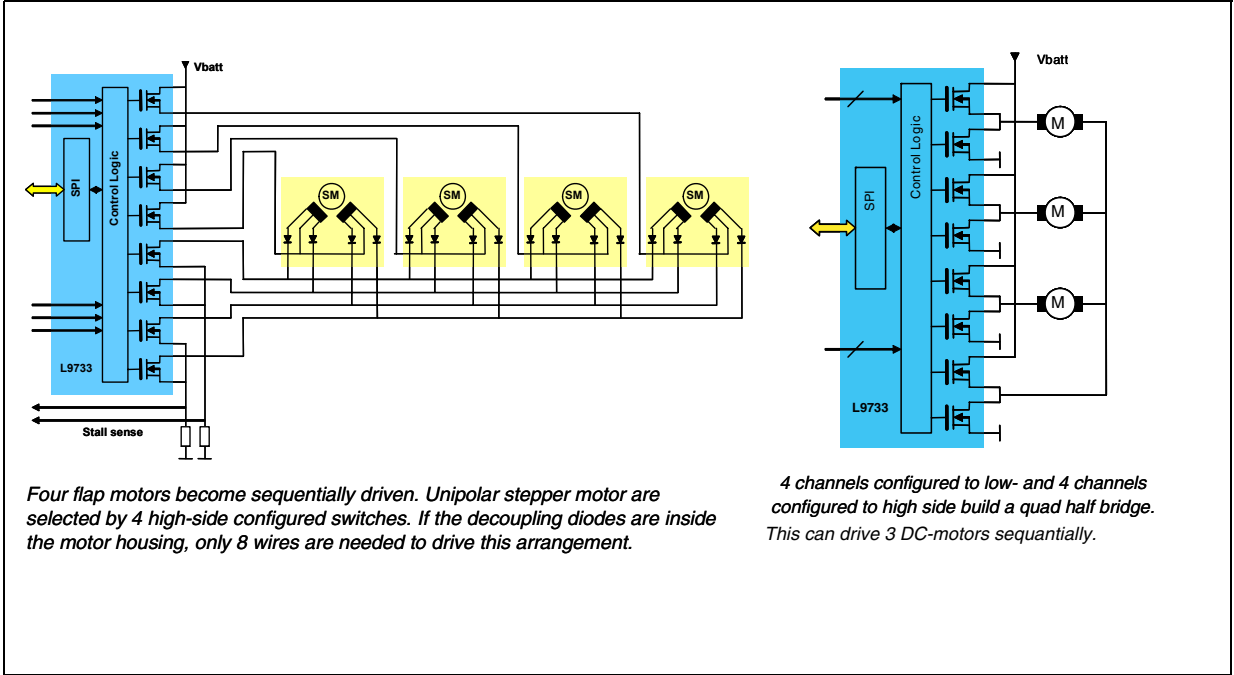 Vbatt
SPI
Control Logic
SM
SM
SM
SM
L9733
Stall sense
Four flap motors become sequentially driven. Unipolar stepper motor are
selected by 4 high-side configured switches. If the decoupling diodes are inside
the motor housing, only 8 wires are needed to drive this arrangement.
Vbatt
SPI
Control Logic
M
M
M
L9733
4 channels configured to low- and 4 channels
configured to high side build a quad half bridge.
This can drive 3 DC-motors sequantially.